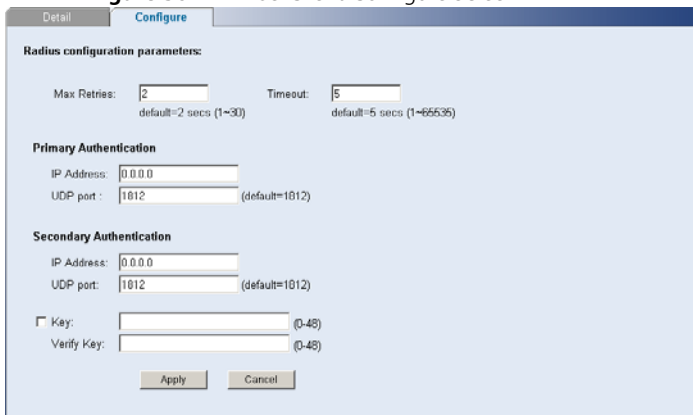 Detail Configure
Radius configuration parameters:
Max Retries: 2 Timeout: 5
default=2 secs (1~30) default=5 secs (1~65535)
Primary Authentication
IP Address: 0.0.0.0
UDP port : 1812 (default=1812)
Secondary Authentication
IP Address: 0.0.0.0
UDP port: 1812 (default=1812)
Key: (0-48)
Verify Key: (0-48)
Apply Cancel